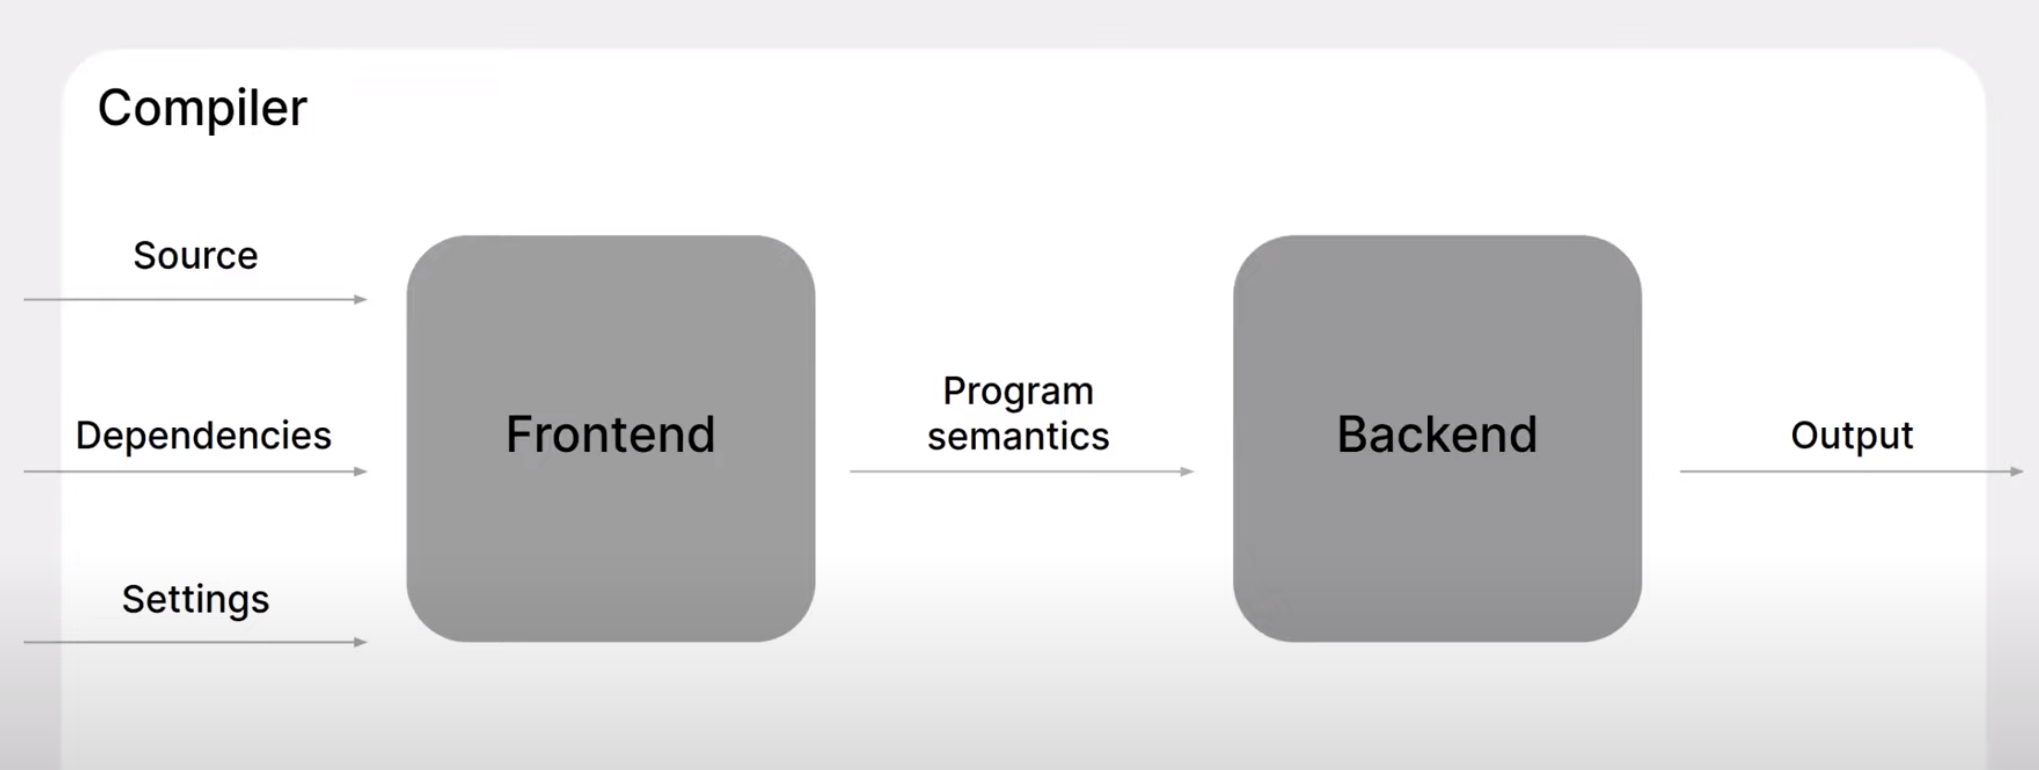 Compiler
Source
Dependencies
Settings
Frontend
Program
semantics
Backend
Output